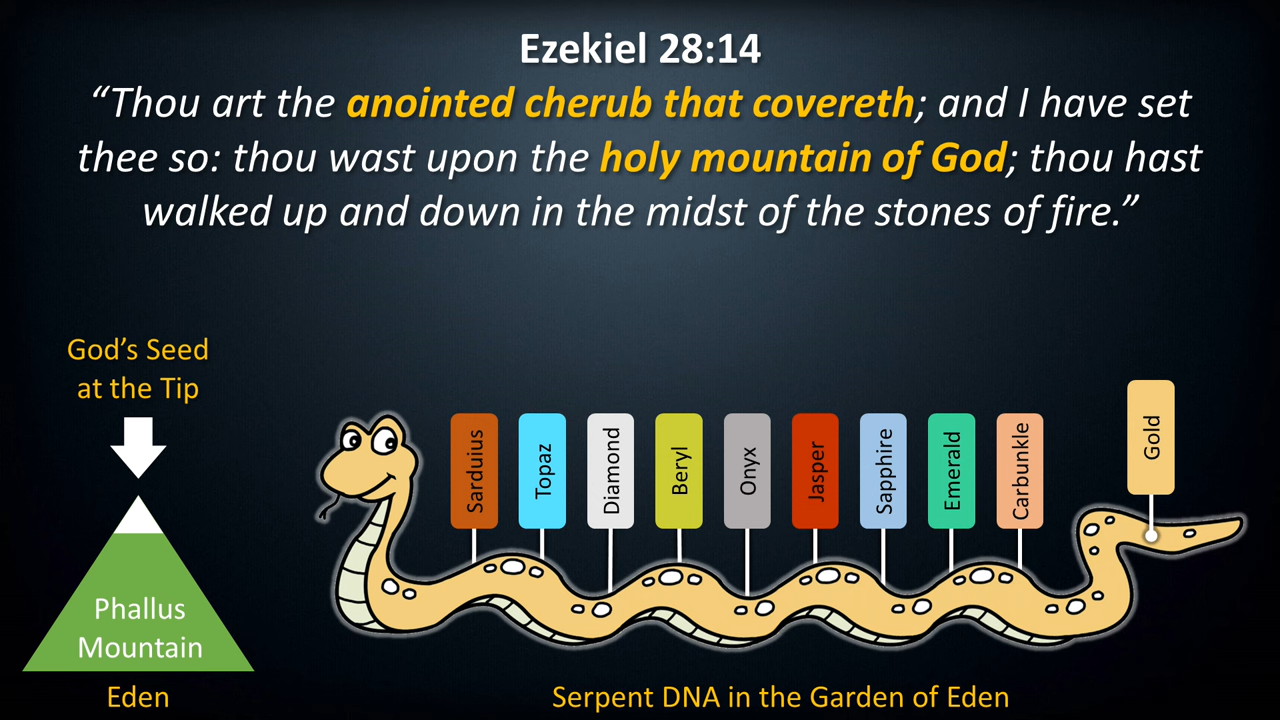 Ezekiel 28:14
“Thou art the anointed cherub that covereth; and I have set
thee so: thou wast upon the holy mountain of God; thou hast
walked up and down in the midst of the stones of fire.”
God’s Seed
at the Tip
Phallus
Mountain
Eden
Sarduius
Topaz
Diamond
Beryl
Onyx
Jasper
Sapphire
Emerald
Carbunkle
Gold
Serpent DNA in the Garden of Eden